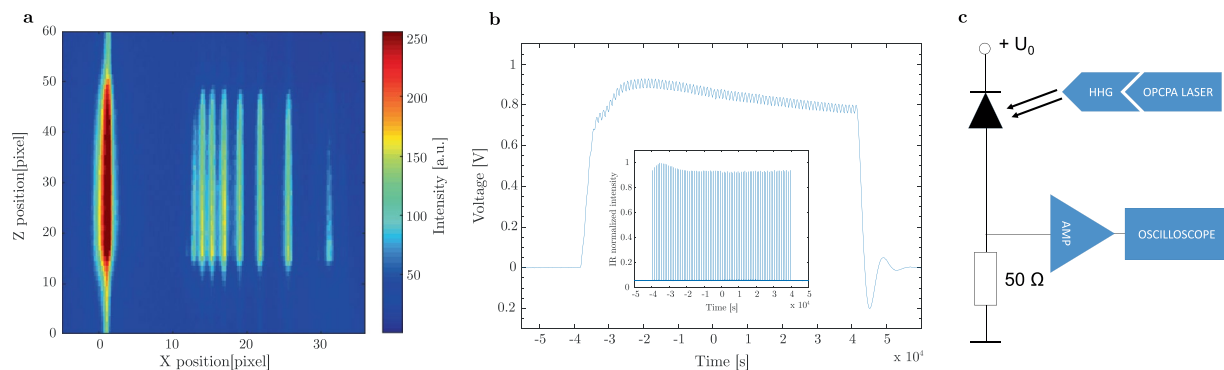 a
60
50
40
30
20
10
0
Z position[pixel]
0
10
20
30
X position[pixel]
250
200
150
100
50
Intensity [a.u.]
b
1
0.8
0.6
0.4
0.2
0
0.2
Voltage [V]
-5 -4 -3 -2 -1 0 1 2 3 4 5
Time [s]
x 10⁴
1
0.8
0.6
0.4
0.2
0
IR normalized intensity
-5 -4 -3 -2 -1 0 1 2 3 4 5
Time [s]
x 10⁴
c
+ U₀
HHG
OPCPA LASER
AMP
OSCILLOSCOPE
50 Ω